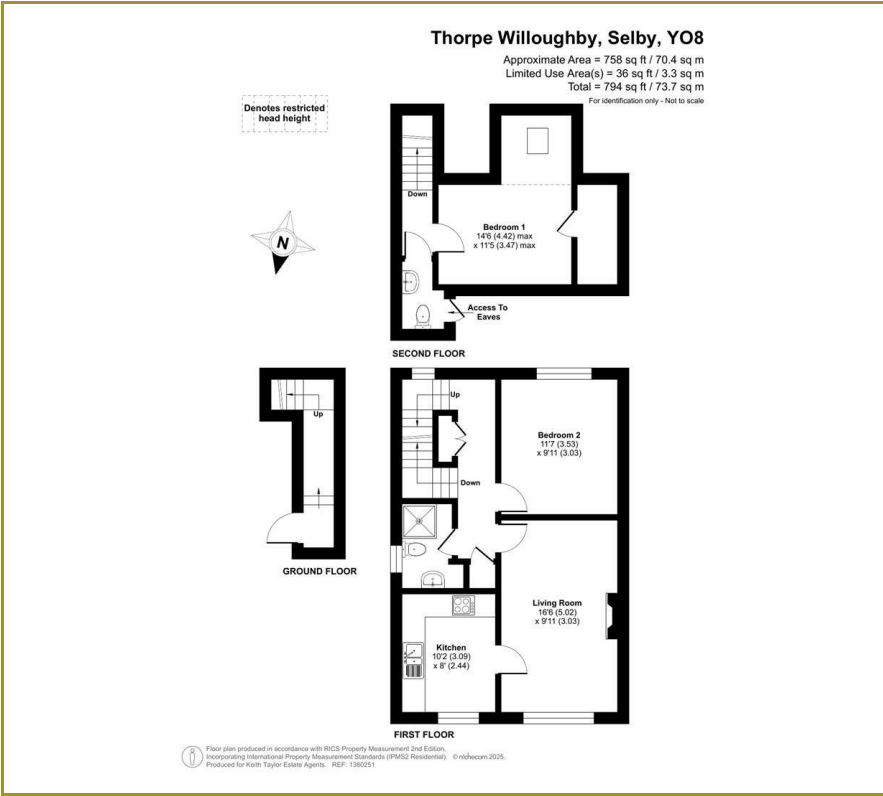 Thorpe Willoughby, Selby, YO8
Approximate Area = 758 sq ft / 70.4 sq m
Limited Use Area(s) = 36 sq ft / 3.3 sq m
Total = 794 sq ft / 73.7 sq m
For identification only - Not to scale
Denotes restricted
head height
N
Down
Bedroom 1
14'6 (4.42) max
x 11'5 (3.47) max
Access To
Eaves
SECOND FLOOR
Up
GROUND FLOOR
Up
Bedroom 2
11'7 (3.53)
x 9'11 (3.03)
Down
Living Room
16'6 (5.02)
x 9'11 (3.03)
Kitchen
10'2 (3.09)
x 8' (2.44)
FIRST FLOOR
Floor plan produced in accordance with RICS Property Measurement 2nd Edition,
Incorporating International Property Measurement Standards (IPMS2 Residential). © nichecom 2025.
Produced for Keith Taylor Estate Agents. REF: 1380251